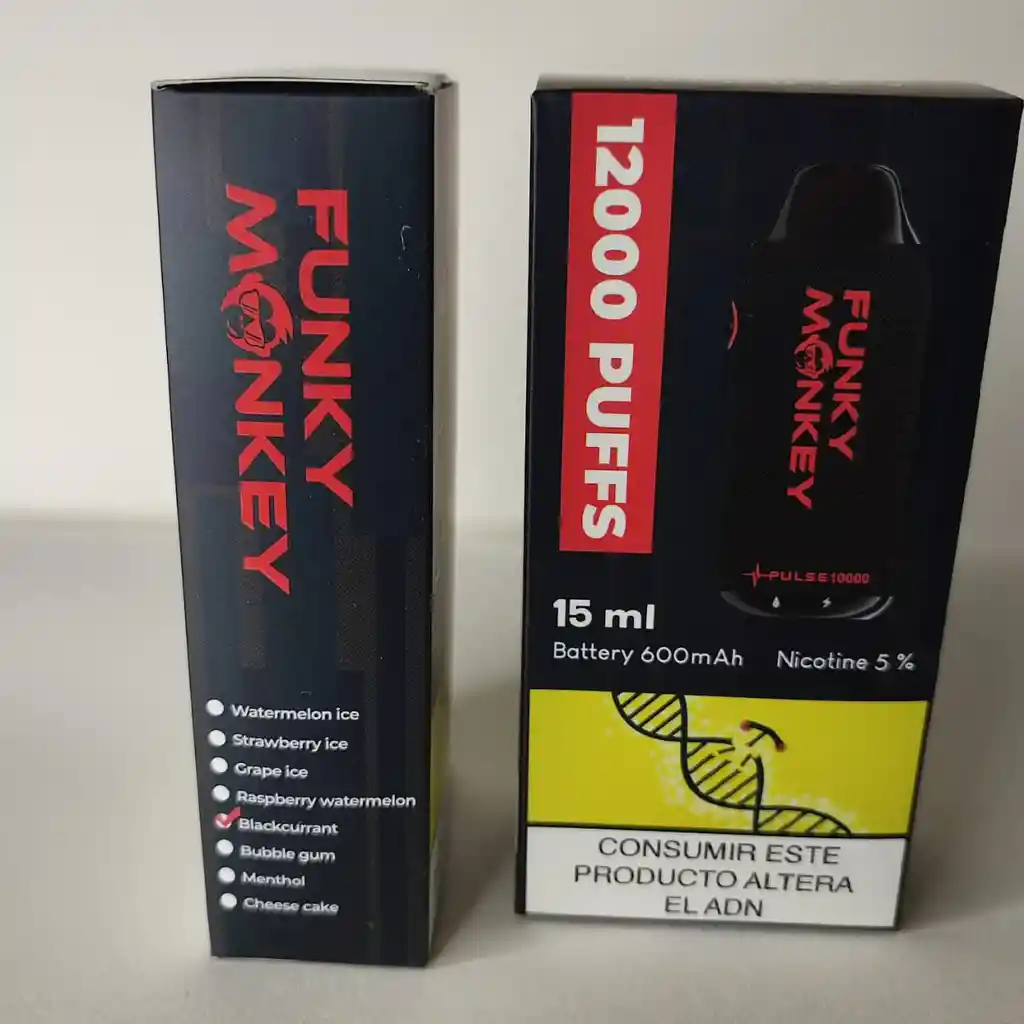 FUNKY
MONKEY
Watermelon ice
Strawberry ice
Grape ice
Raspberry watermelon
Blackcurrant
Bubble gum
Menthol
Cheese cake
12000 PUFFS
FUNKY
MONKEY
PULSE10000
15 ml
Battery 600mAh Nicotine 5 %
CONSUMIR ESTE
PRODUCTO ALTERA
EL ADN